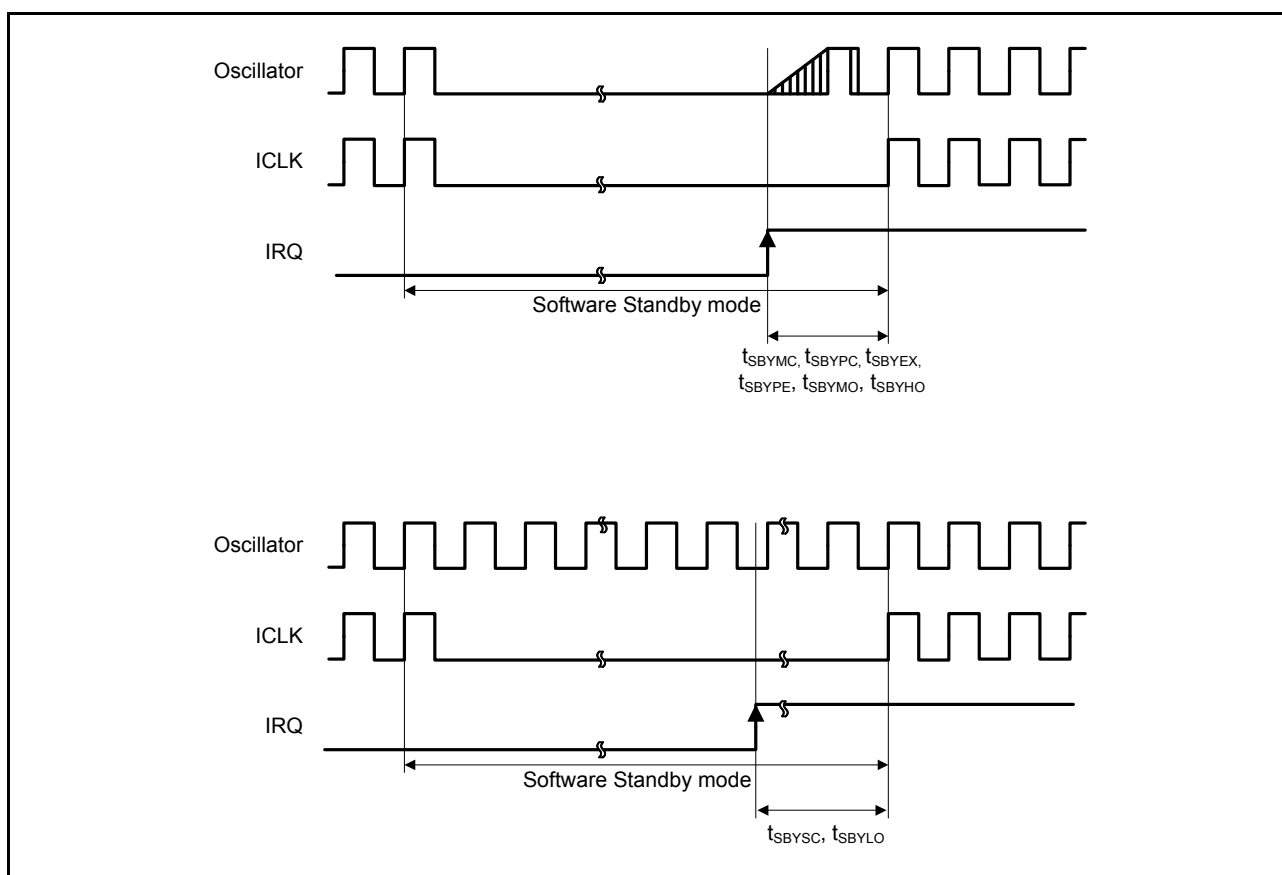 Oscillator
ICLK
IRQ
Software Standby mode
tSBYMC, tSBYPC, tSBYEX,
tSBYPE, tSBYMO, tSBYHO
Oscillator
ICLK
IRQ
Software Standby mode
tSBYSC, tSBYLO